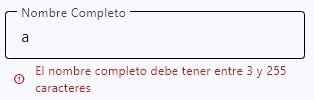 Nombre Completo
a
El nombre completo debe tener entre 3 y 255
caracteres